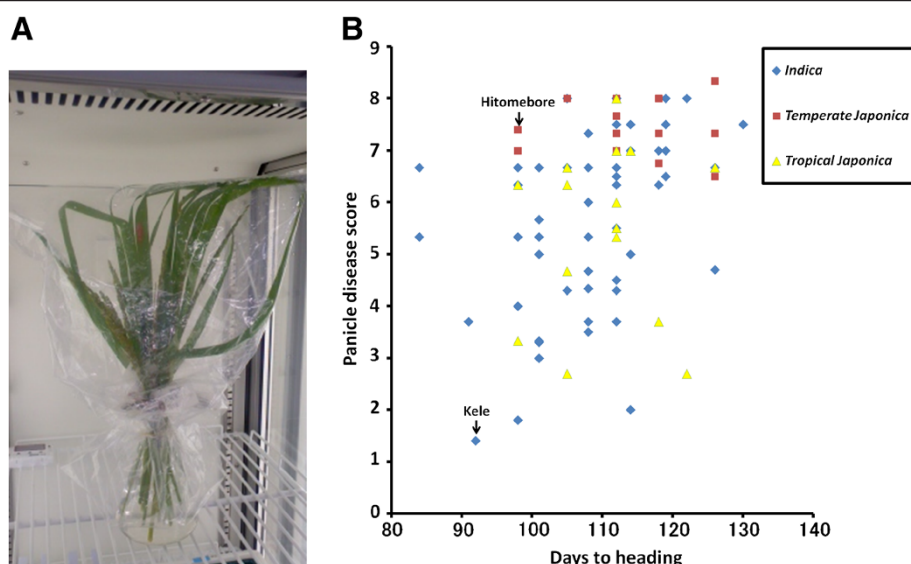 A
B
9
8
7
6
5
4
3
2
1
0
Panicle disease score
Hitomebore
Kele
80 90 100 110 120 130 140
Days to heading
Indica
Temperate Japonica
Tropical Japonica